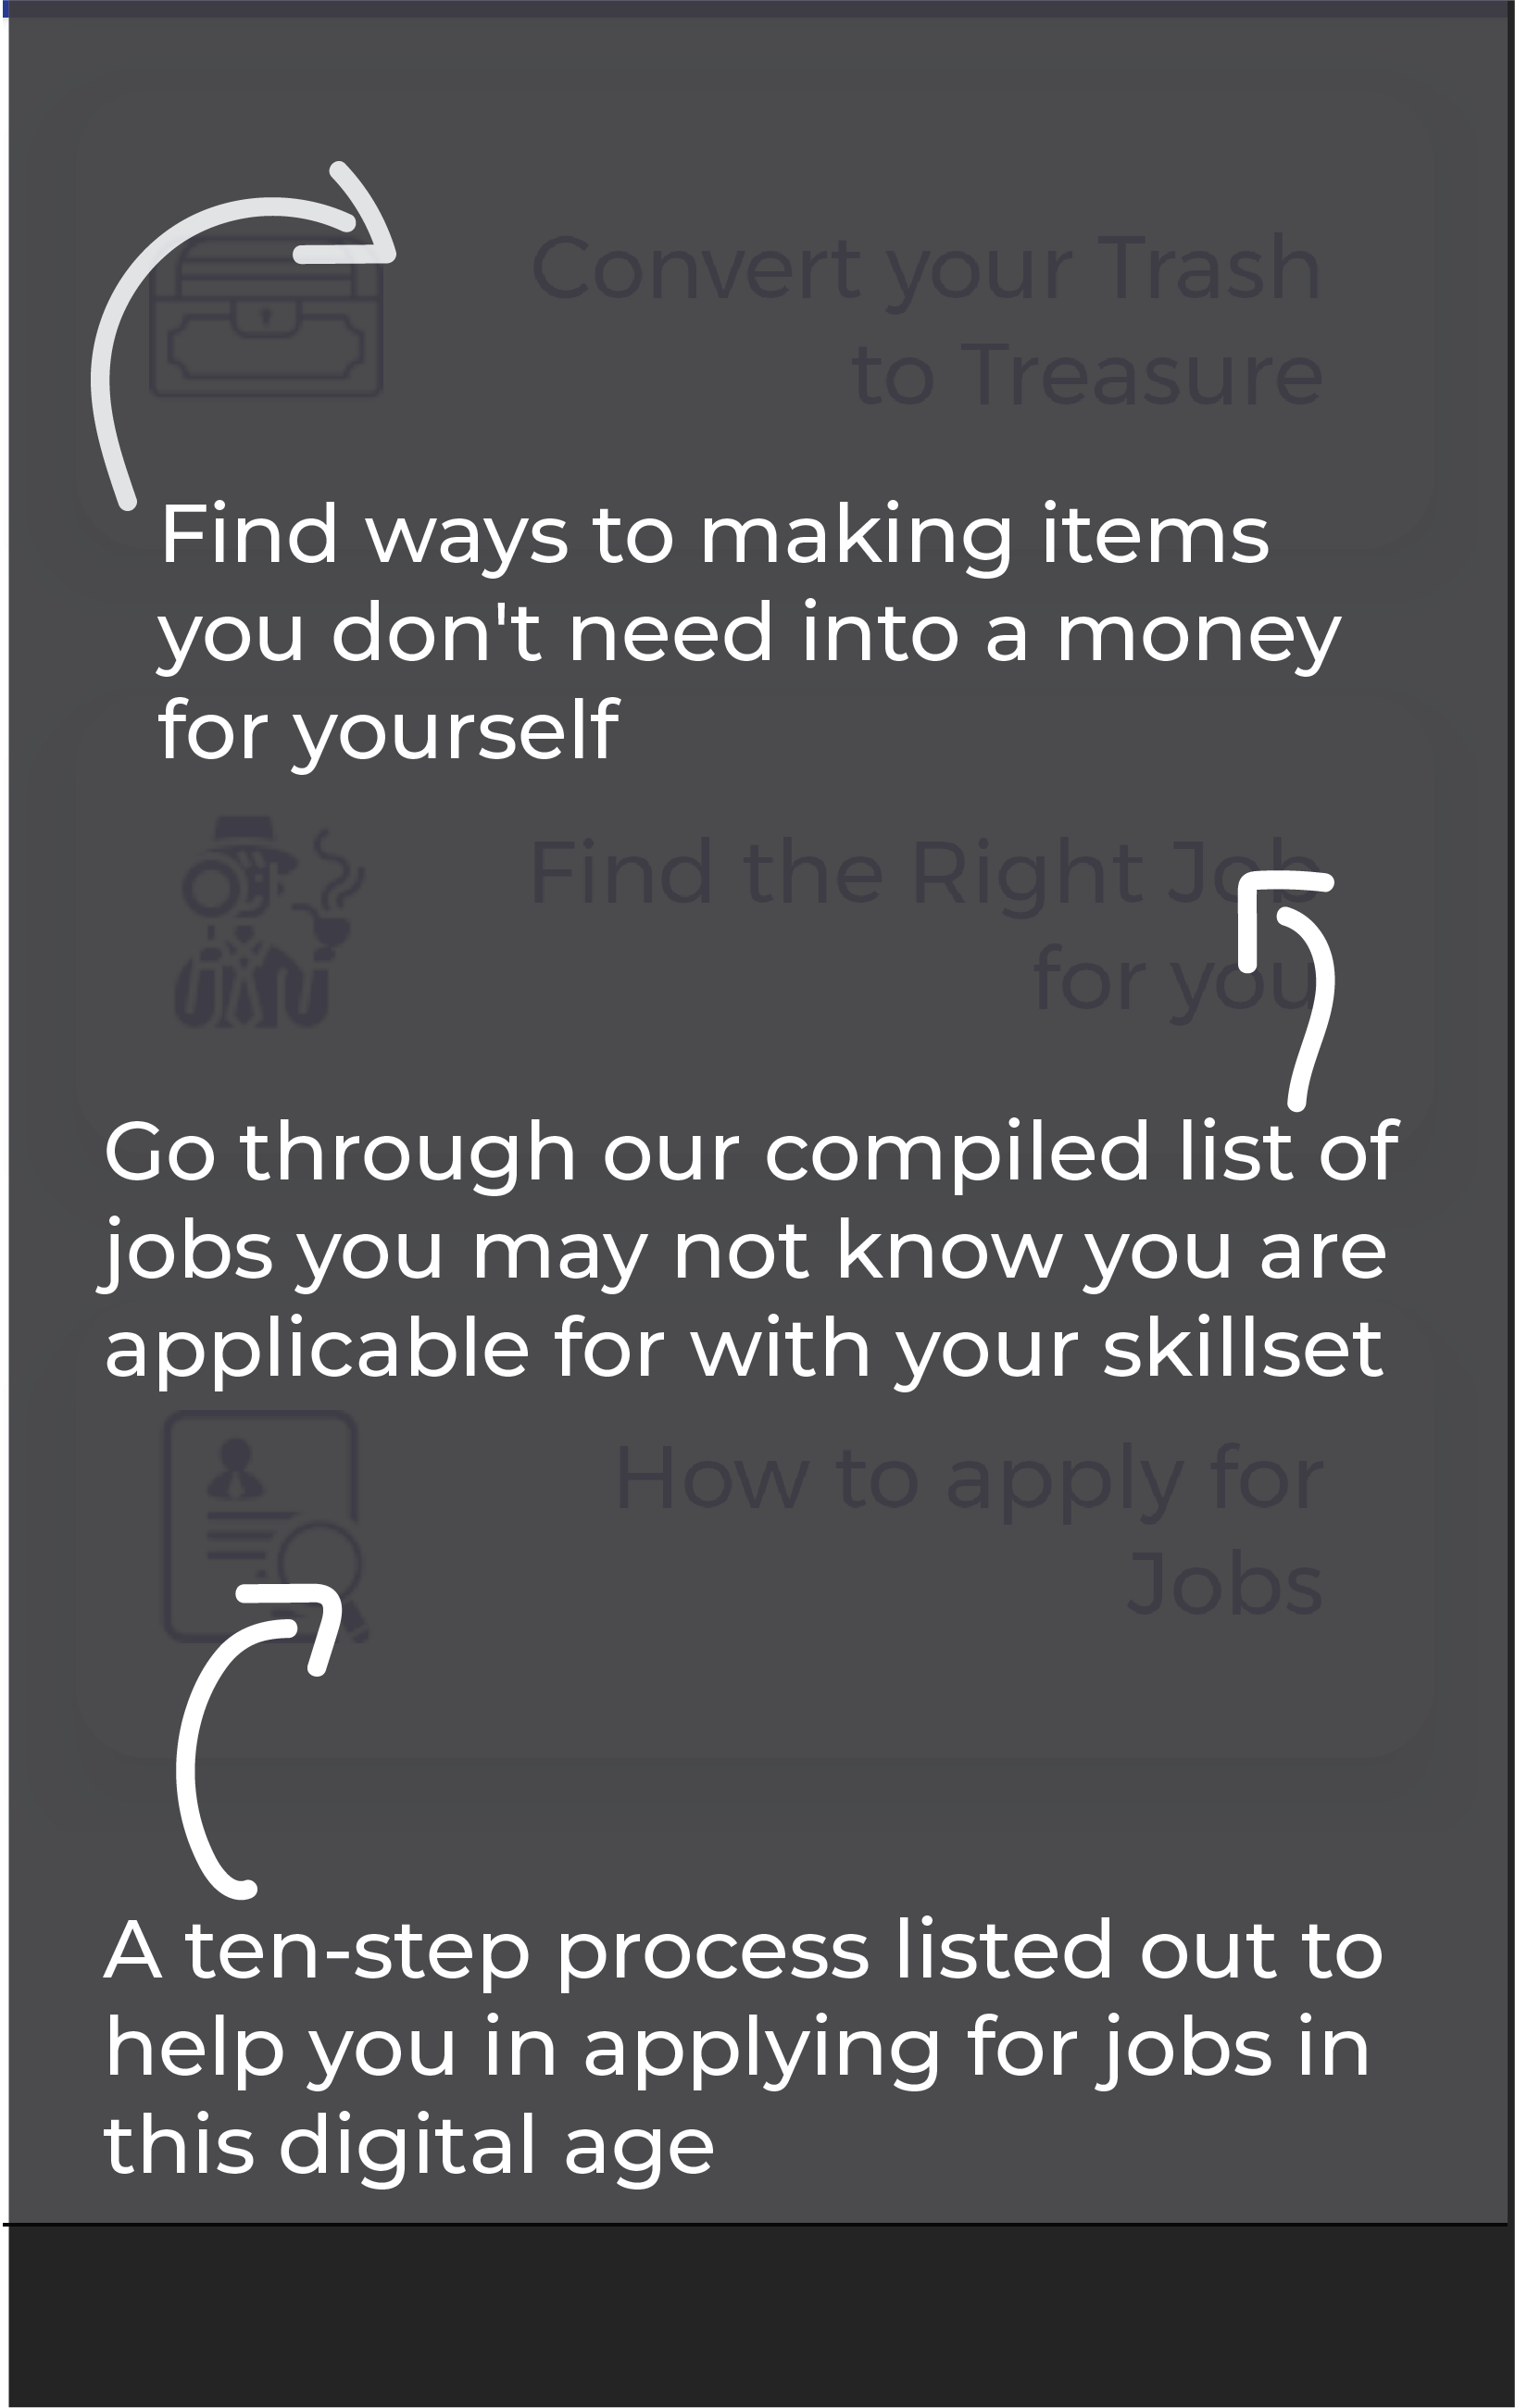 Convert your Trash
to Treasure
Find ways to making items
you don't need into a money
for yourself
Find the Right Job
for you
Go through our compiled list of
jobs you may not know you are
applicable for with your skillset
How to apply for
Jobs
A ten-step process listed out to
help you in applying for jobs in
this digital age